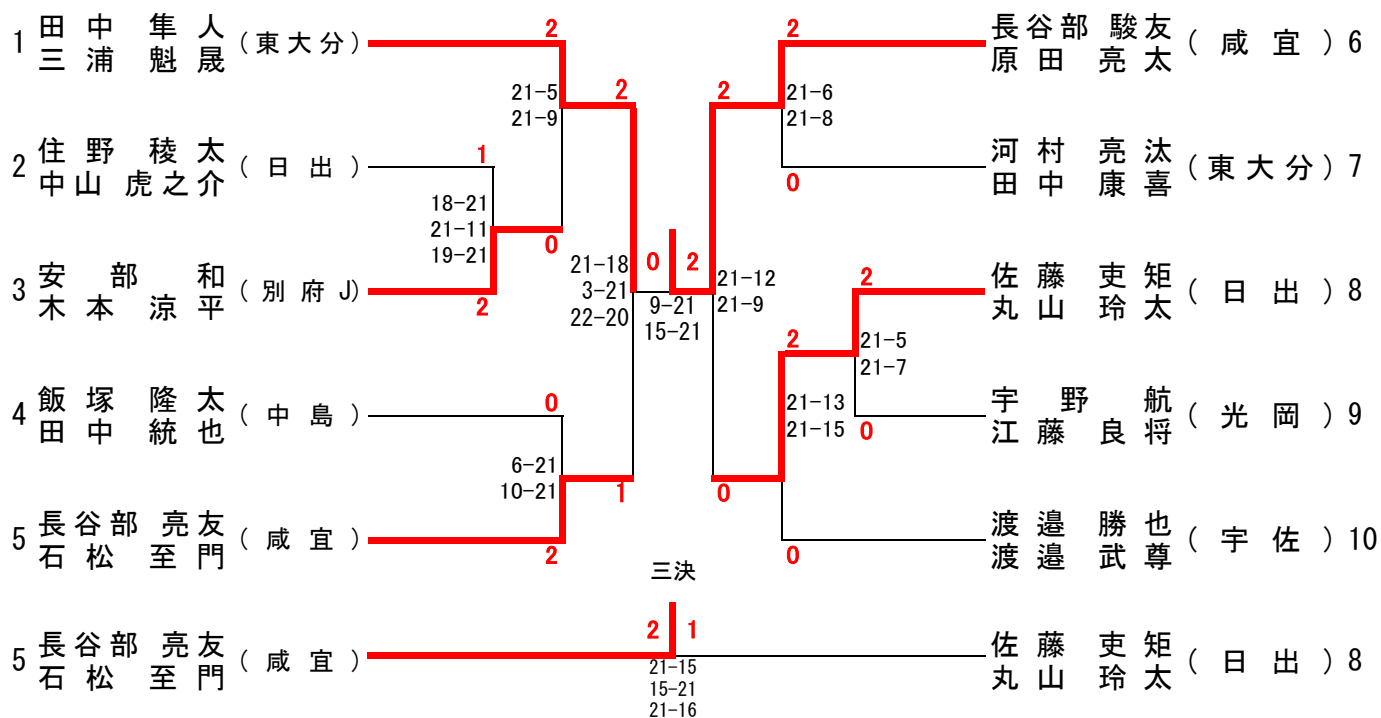 1 田中 隼人 (東大分)
三浦 魁晟
2
21-5
21-9
2
2 住野 稜太 (日出)
中山 虎之介
1
18-21
21-11
19-21
0
3 安部 和 (別府J)
木本 涼平
2
21-18
3-21
22-20
4 飯塚 隆太 (中島)
田中 統也
0
6-21
10-21
1
5 長谷部 亮友 (咸宜)
石松 至門
2
0 2
9-21
15-21
長谷部 駿友 (咸宜) 6
原田 亮太
2
2
21-6
21-8
河村 亮汰 (東大分) 7
田中 康喜
0
21-12
21-9
佐藤 吏矩 (日出) 8
丸山 玲太
2
2
21-5
21-7
宇野 航 (光岡) 9
江藤 良将
0
21-13
21-15
0
渡邉 勝也 (宇佐) 10
渡邉 武尊
0
三決
5 長谷部 亮友 (咸宜)
石松 至門
2 1
21-15
15-21
21-16
佐藤 吏矩 (日出) 8
丸山 玲太